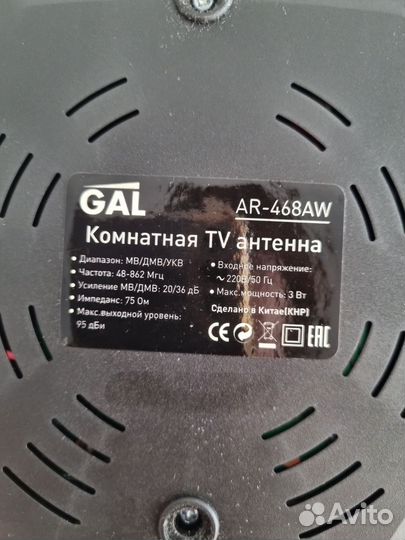 GAL
AR-468AW
Комнатная TV антенна
• Диапазон: МВ/ДМВ/УКВ
• Частота: 48-862 Мгц
• Усиление МВ/ДМВ: 20/36 дБ
• Импеданс: 75 Ом
• Макс.выходной уровень:
95 дБи
• Входное напряжение:
~ 220В/50 Гц
• Макс.мощность: 3 Вт
Сделано в Китае(КНР)
CE
EAC
Avito